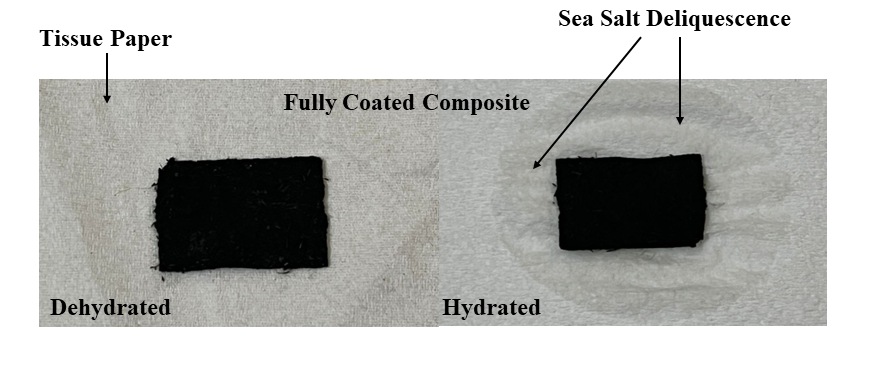 Sea Salt Deliquescence
Tissue Paper
Fully Coated Composite
Dehydrated
Hydrated